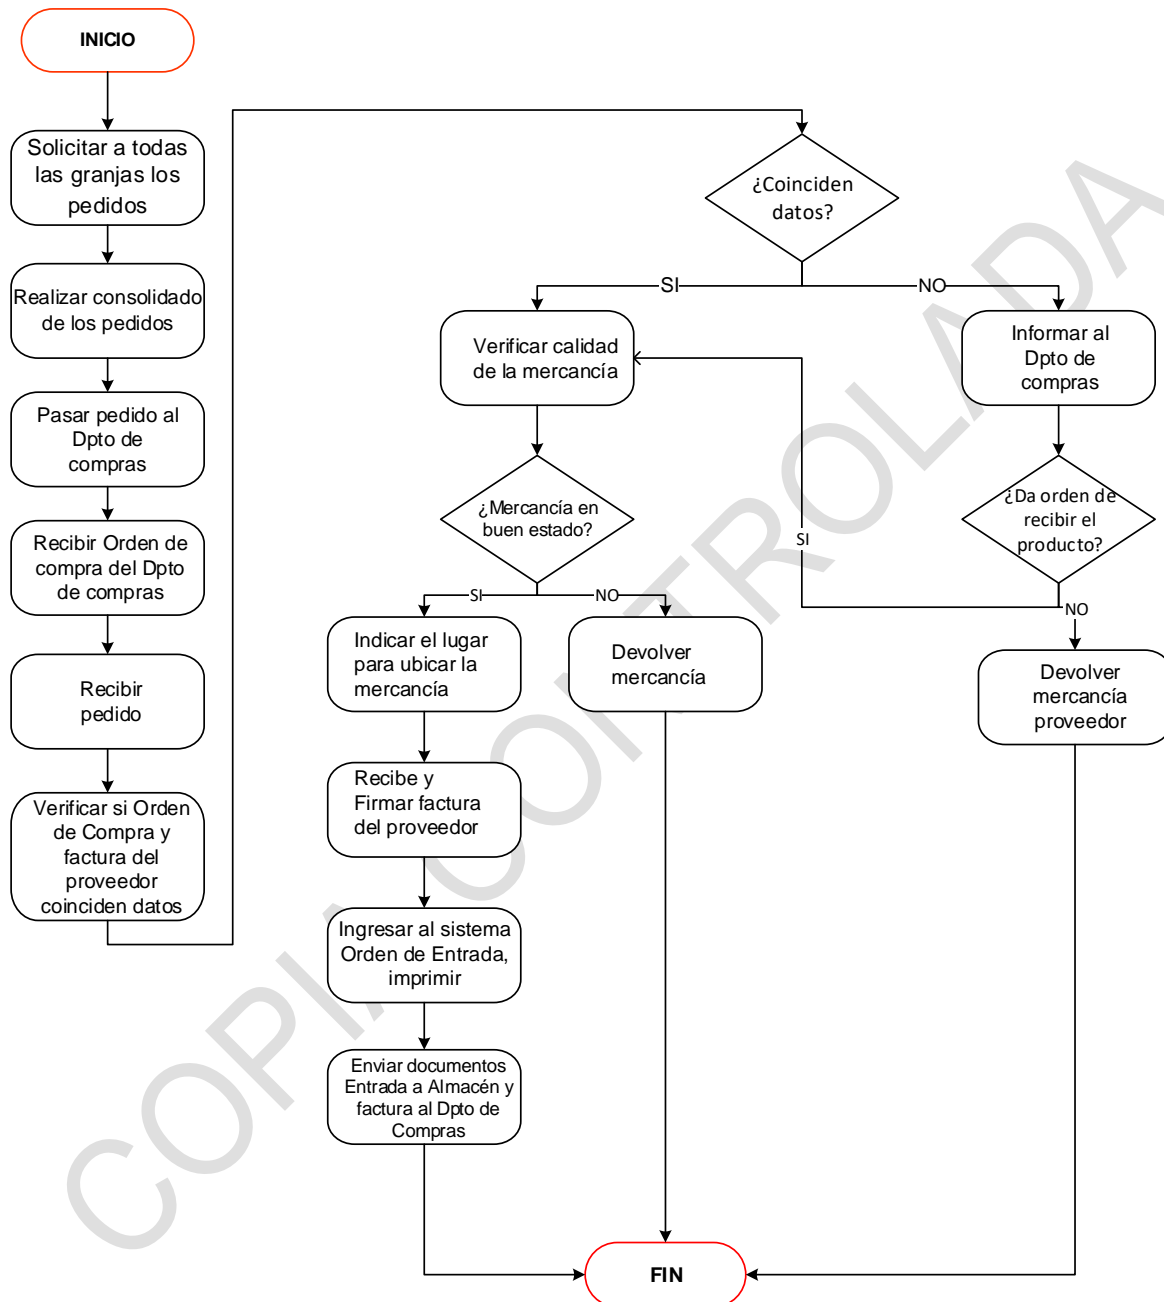 INICIO
Solicitar a todas
las granjas los
pedidos
Realizar consolidado
de los pedidos
Pasar pedido al
Dpto de
compras
Recibir Orden de
compra del Dpto
de compras
Recibir
pedido
Verificar si Orden
de Compra y
factura del
proveedor
coinciden datos
¿Coinciden
datos?
SI
NO
Verificar calidad
de la mercancía
Informar al
Dpto de
compras
¿Mercancía en
buen estado?
¿Da orden de
recibir el
producto?
SI
SI
NO
NO
Indicar el lugar
para ubicar la
mercancía
Devolver
mercancía
Devolver
mercancía
proveedor
Recibe y
Firmar factura
del proveedor
Ingresar al sistema
Orden de Entrada,
imprimir
Enviar documentos
Entrada a Almacén y
factura al Dpto de
Compras
FIN
COPIA CONTROLADA